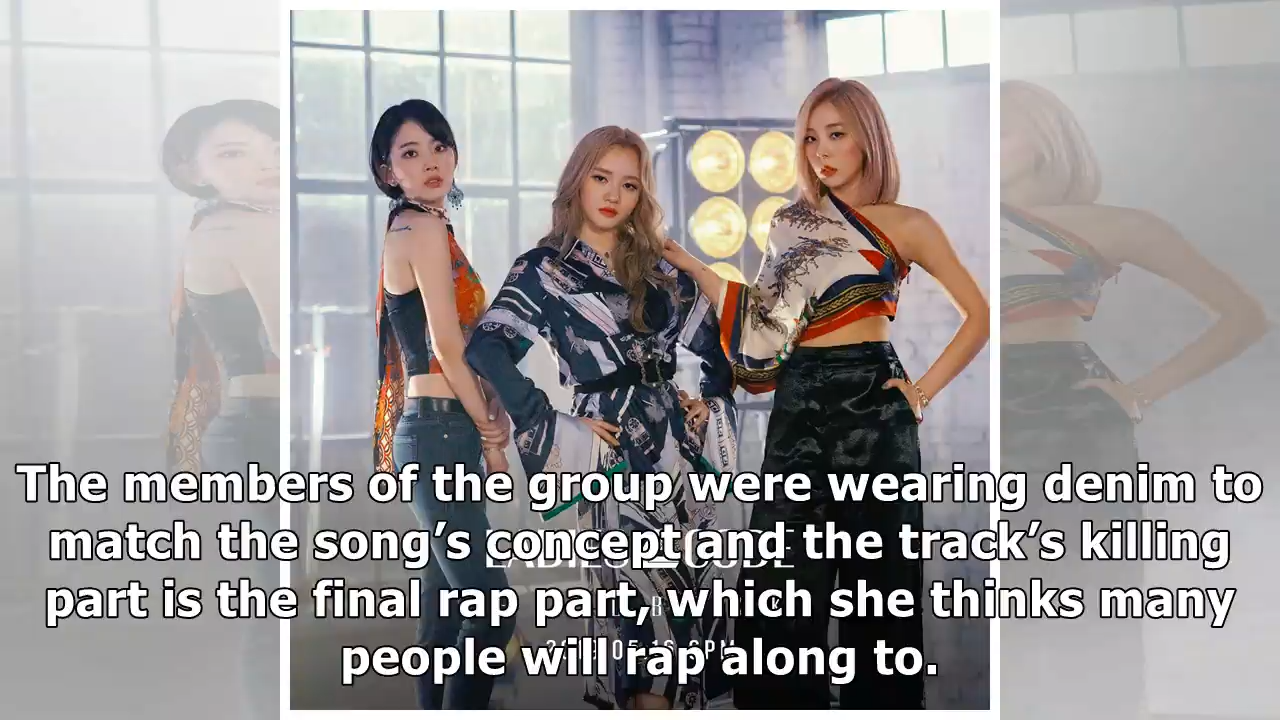 The members of the group were wearing denim to
match the song’s concept and the track’s killing
part is the final rap part, which she thinks many
people will rap along to.
LADIES_CODE